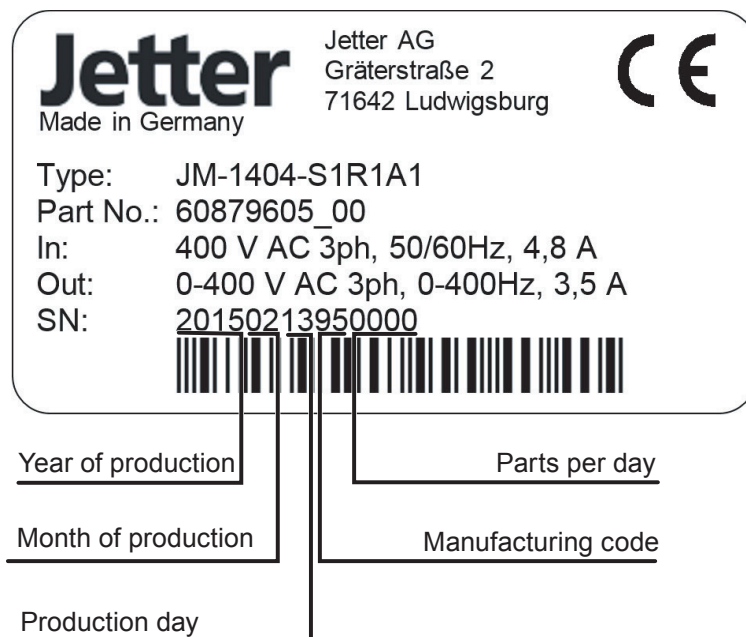 Jetter
Made in Germany
Jetter AG
Gräterstraße 2
71642 Ludwigsburg
CE
Type: JM-1404-S1R1A1
Part No.: 60879605_00
In: 400 V AC 3ph, 50/60Hz, 4,8 A
Out: 0-400 V AC 3ph, 0-400Hz, 3,5 A
SN: 20150213950000
Year of production
Parts per day
Month of production
Manufacturing code
Production day